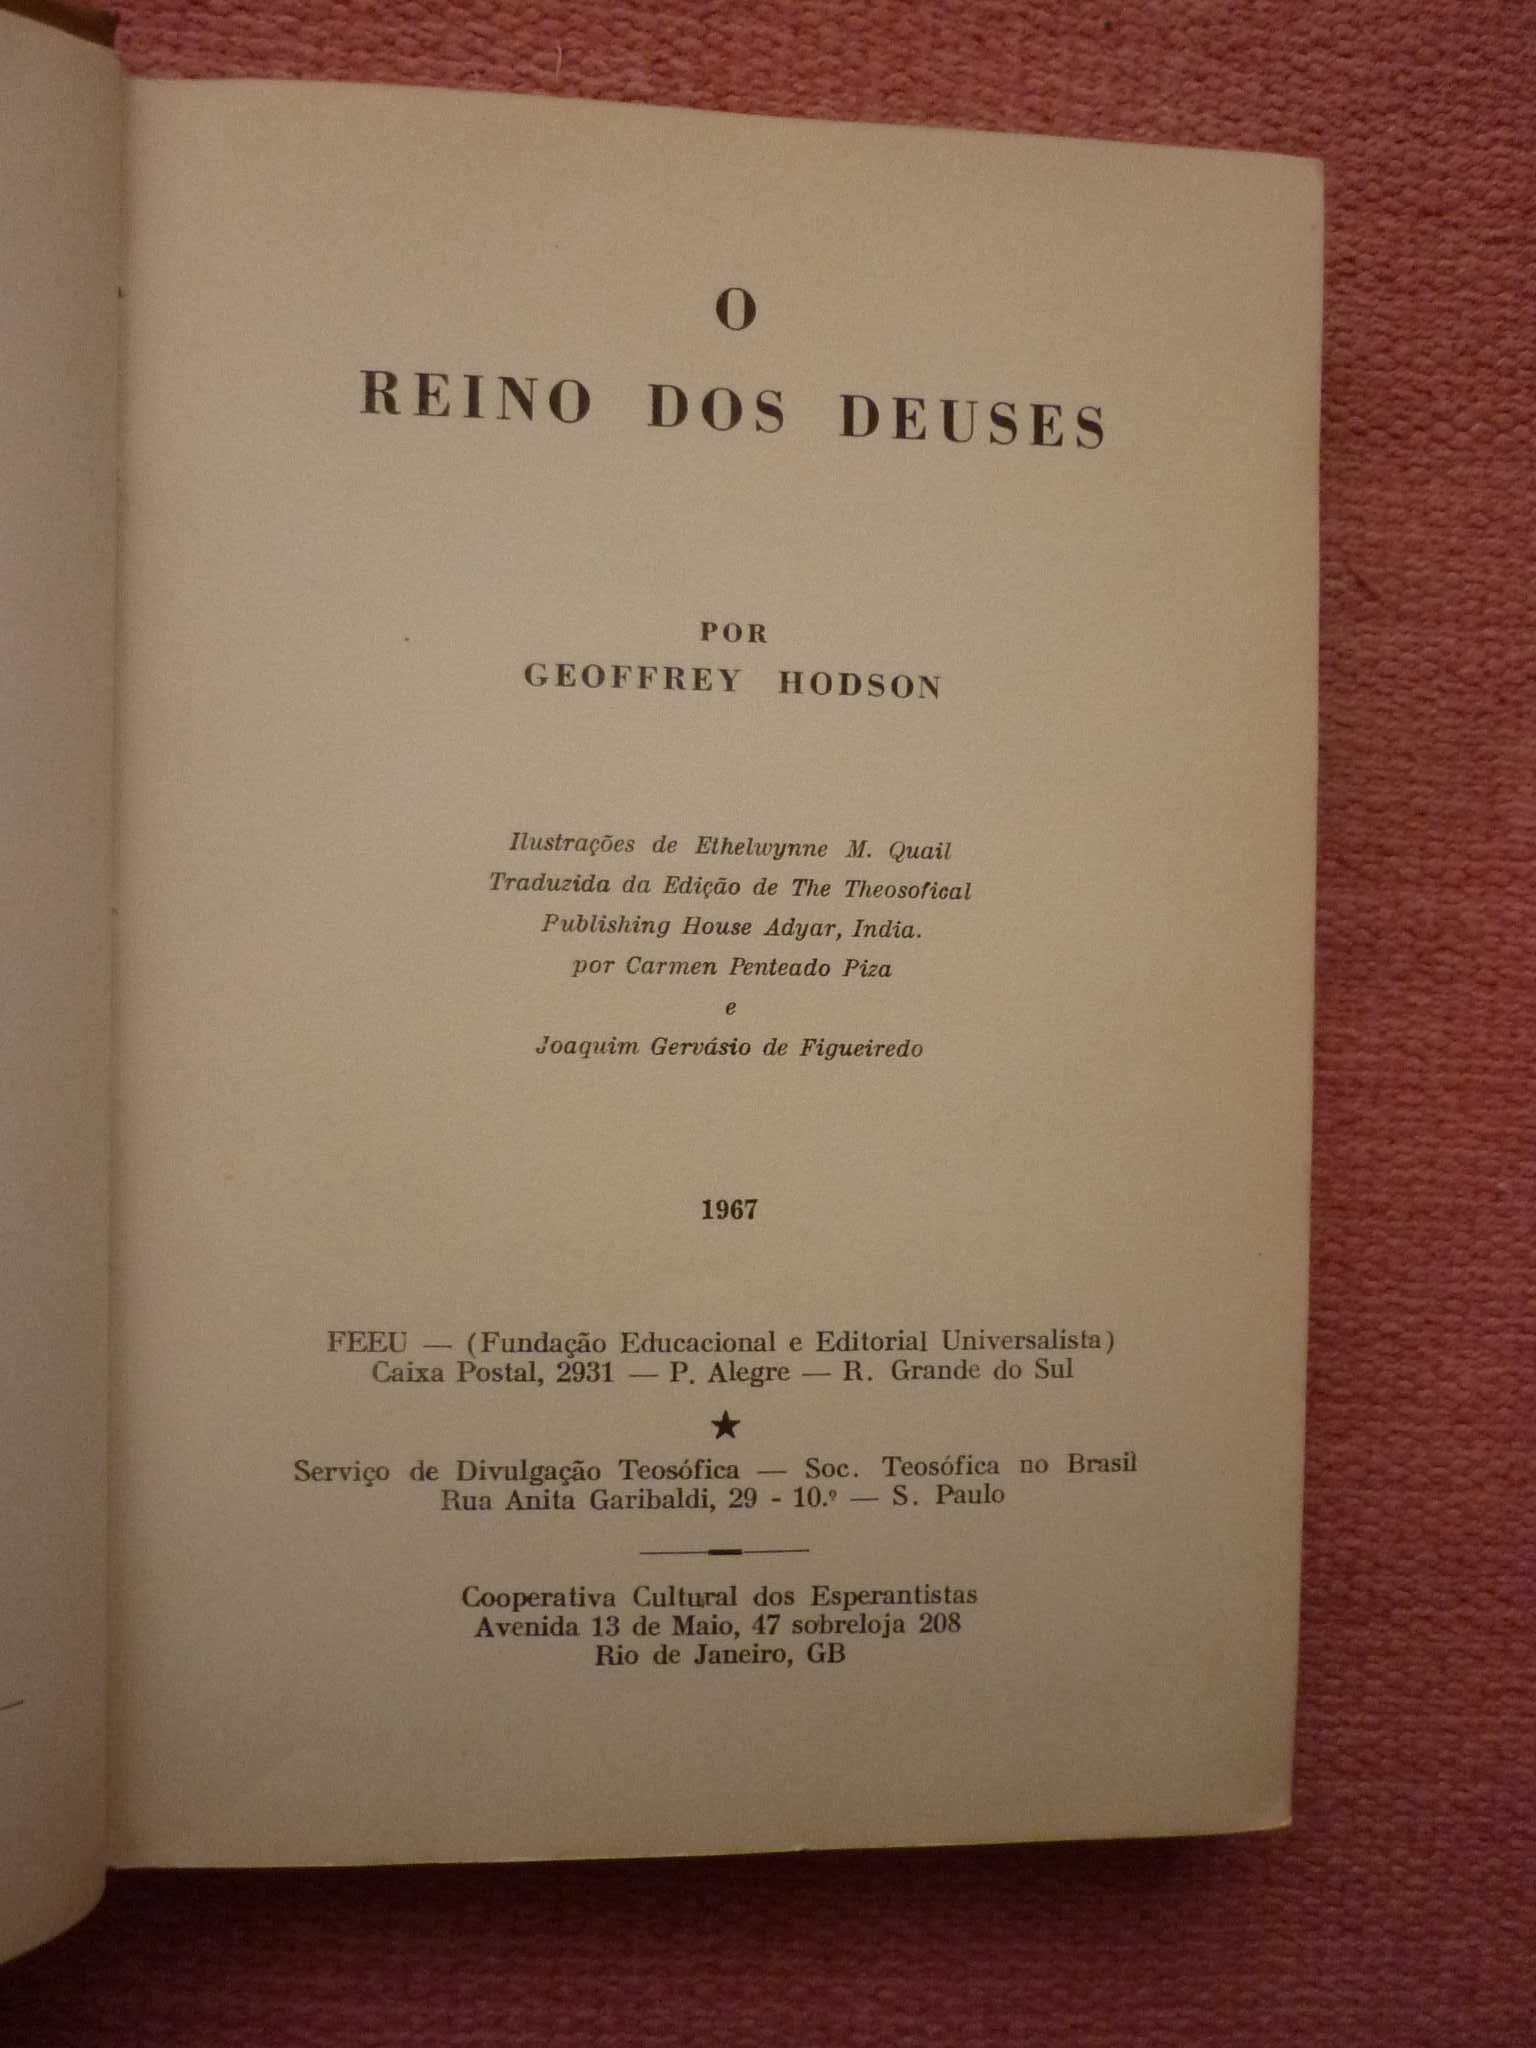 O
REINO DOS DEUSES
POR
GEOFFREY HODSON
Ilustrações de Ethelwynne M. Quail
Traduzida da Edição de The Theosofical
Publishing House Adyar, India.
por Carmen Penteado Piza
e
Joaquim Gervásio de Figueiredo
1967
FEEU — (Fundação Educacional e Editorial Universalista)
Caixa Postal, 2931 — P. Alegre — R. Grande do Sul
★
Serviço de Divulgação Teosófica — Soc. Teosófica no Brasil
Rua Anita Garibaldi, 29 - 10.º — S. Paulo
Cooperativa Cultural dos Esperantistas
Avenida 13 de Maio, 47 sobreloja 208
Rio de Janeiro, GB